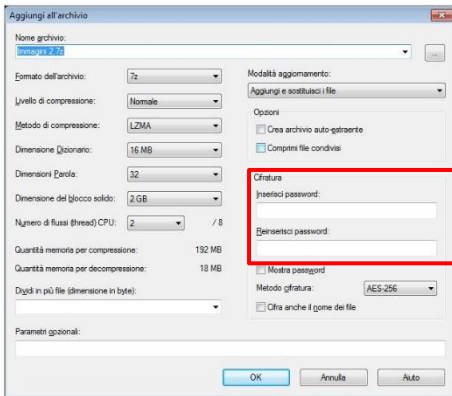 Aggiungi all'archivio
Nome archivio:
Immagini 2.7z
...
Formato dell'archivio:
7z
Livello di compressione:
Normale
Metodo di compressione:
LZMA
Dimensione Dizionario:
16 MB
Dimensioni Parola:
32
Dimensione del blocco solido:
2 GB
Numero di flussi (thread) CPU:
2
/ 8
Quantità memoria per compressione:
192 MB
Quantità memoria per decompressione:
18 MB
Dividi in più file (dimensione in byte):
Modalità aggiornamento:
Aggiungi e sostituisci i file
Opzioni
Crea archivio auto-estraente
Comprimi file condivisi
Cifratura
Inserisci password:
Reinserisci password:
Mostra password
Metodo cifratura:
AES-256
Cifra anche il nome dei file
Parametri opzionali:
OK
Annulla
Aiuto